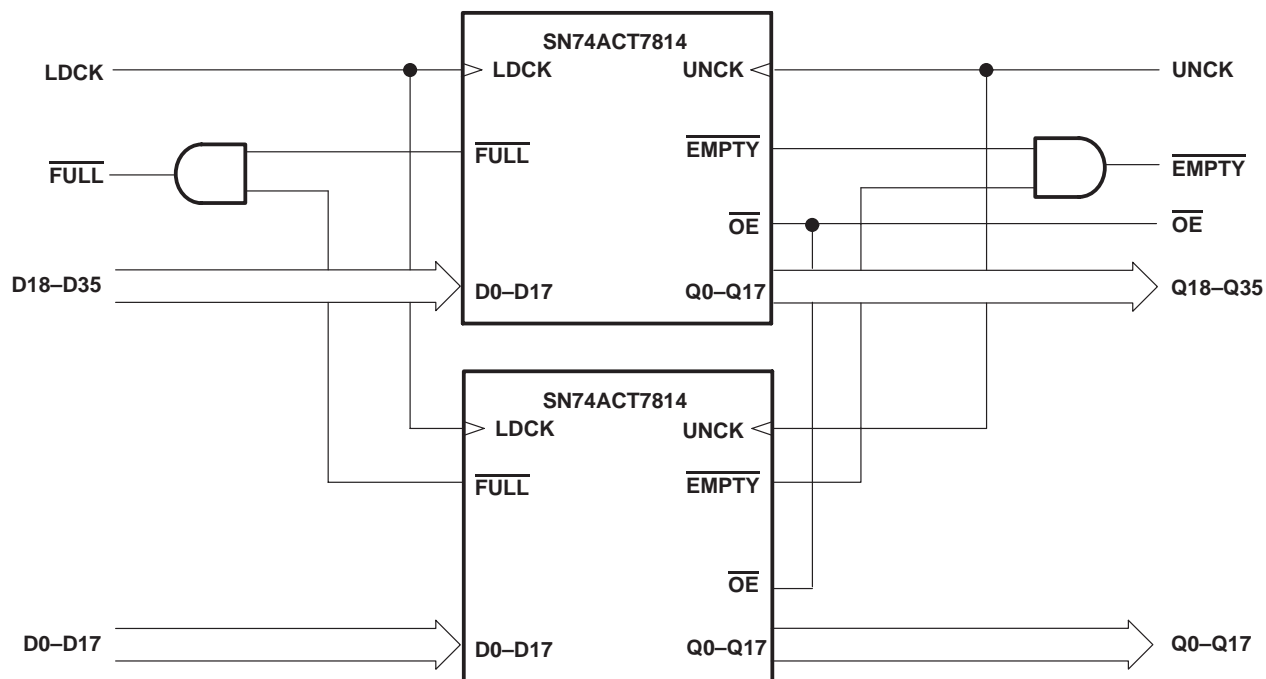 SN74ACT7814
LDCK
LDCK
UNCK
UNCK
FULL
FULL
EMPTY
EMPTY
OE
OE
D18–D35
D0–D17
Q0–Q17
Q18–Q35
SN74ACT7814
LDCK
UNCK
FULL
EMPTY
OE
D0–D17
D0–D17
Q0–Q17
Q0–Q17